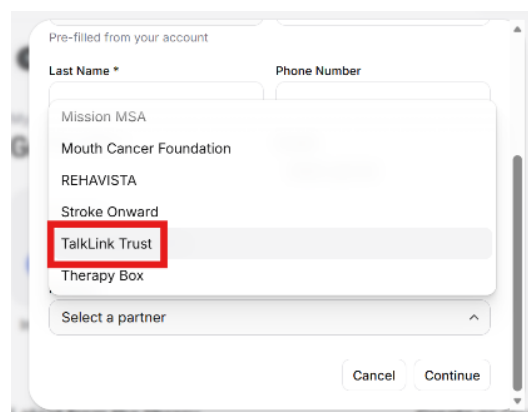 Pre-filled from your account
Last Name * Phone Number
Mission MSA
Mouth Cancer Foundation
REHAVISTA
Stroke Onward
TalkLink Trust
Therapy Box
Select a partner
Cancel Continue